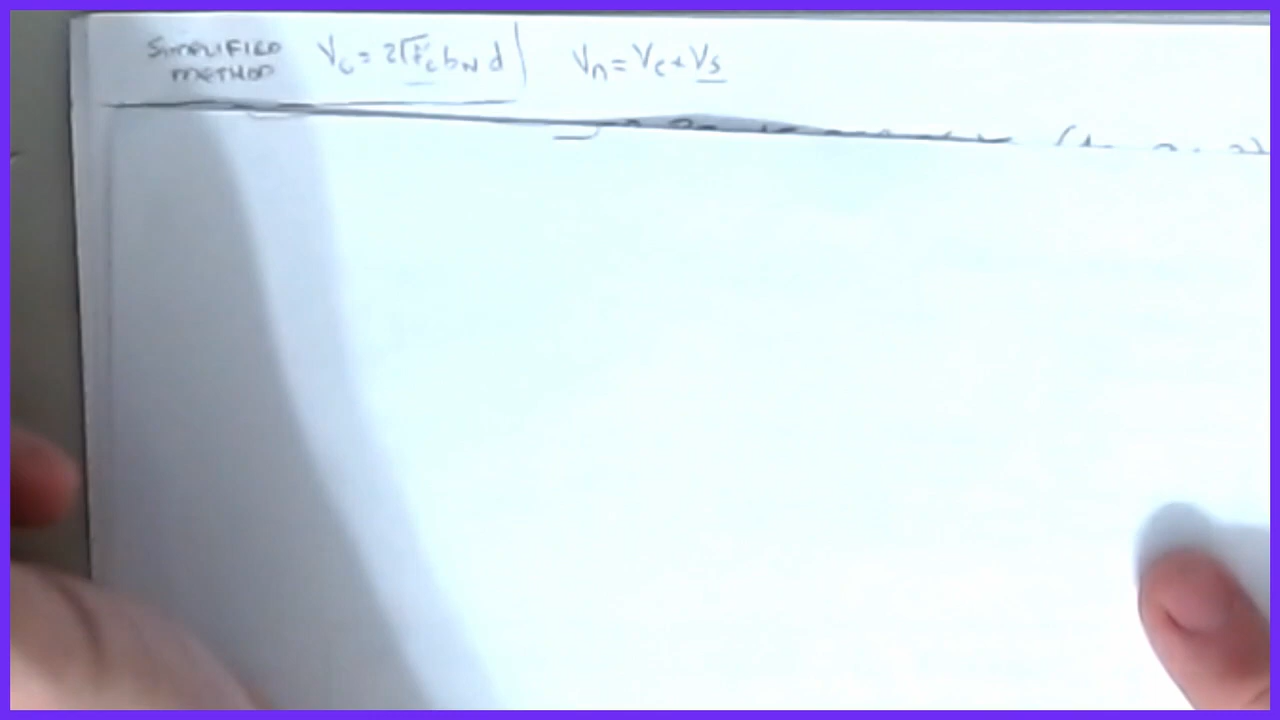 SIMPLIFIED Vc = 2√f'c bw d Vn = Vc + Vs
METHOD